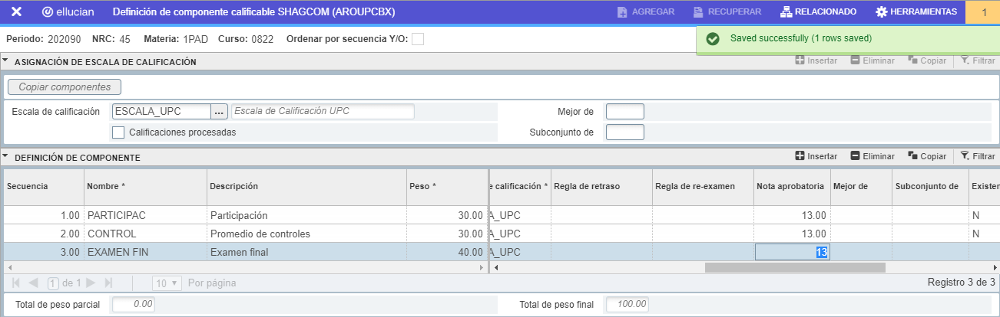 ellucian Definición de componente calificable SHAGCOM (AROUPCBX) AGREGAR RECUPERAR RELACIONADO HERRAMIENTAS 1
Periodo: 202090 NRC: 45 Materia: 1PAD Curso: 0822 Ordenar por secuencia Y/O:
Saved successfully (1 rows saved)
ASIGNACIÓN DE ESCALA DE CALIFICACIÓN Insertar Eliminar Copiar Filtrar
Copiar componentes
Escala de calificación ESCALA_UPC ... Escala de Calificación UPC Mejor de
Calificaciones procesadas Subconjunto de
DEFINICIÓN DE COMPONENTE Insertar Eliminar Copiar Filtrar
Secuencia Nombre * Descripción Peso * e calificación * Regla de retraso Regla de re-examen Nota aprobatoria Mejor de Subconjunto de Existen
1.00 PARTICIPAC Participación 30.00 A_UPC 13.00 N
2.00 CONTROL Promedio de controles 30.00 A_UPC 13.00 N
3.00 EXAMEN FIN Examen final 40.00 A_UPC 13
1 de 1 10 Por página Registro 3 de 3
Total de peso parcial 0.00 Total de peso final 100.00